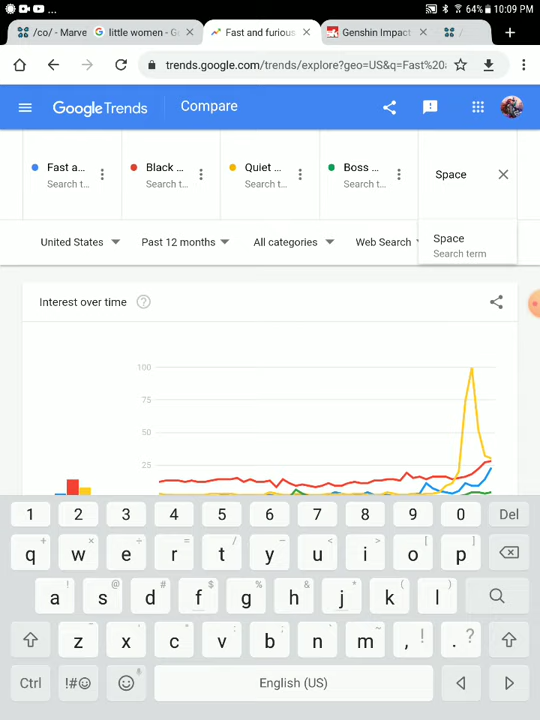 64% 10:09 PM
/co/ - Marve
little women - G
Fast and furious
Genshin Impact
/
trends.google.com/trends/explore?geo=US&q=Fast%20
Google Trends
Compare
Fast a...
Search t...
Black ...
Search t...
Quiet ...
Search t...
Boss ...
Search t...
Space
United States
Past 12 months
All categories
Web Search
Space
Search term
Interest over time
?
100
75
50
25
1 2 3 4 5 6 7 8 9 0 Del
+ × ÷ = / _ < > [ ]
q w e r t y u i o p
! @ # $ % & * ( )
a s d f g h j k l
- ' " : ; , ! ?
z x c v b n m , .
Ctrl !#☺ English (US)